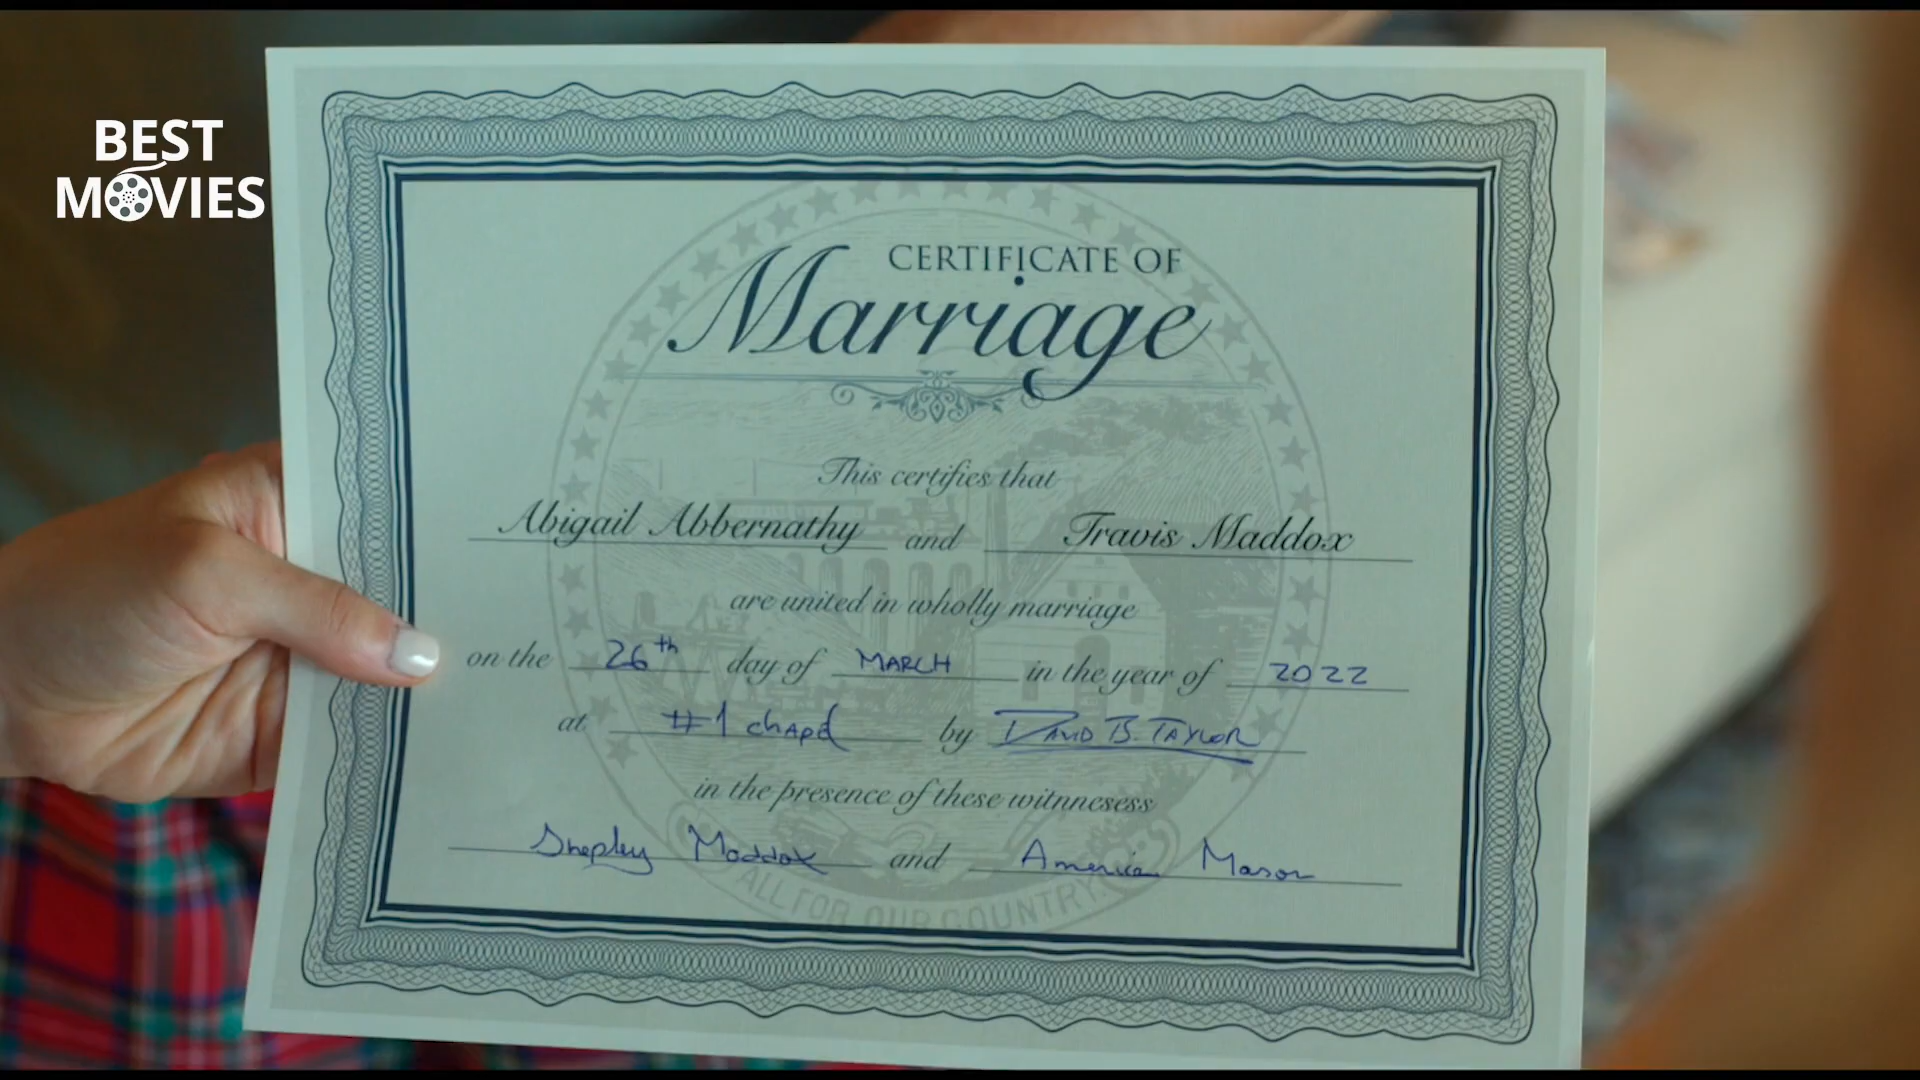 BEST
MOVIES
CERTIFICATE OF
Marriage
This certifies that
Abigail Abbernathy and Travis Maddox
are united in wholly marriage
on the 26th day of MARCH in the year of 2022
at #1 chapel by DAVID B. TAYLOR
in the presence of these witnnesess
Shepley Maddox and America Mason
ALL FOR OUR COUNTRY